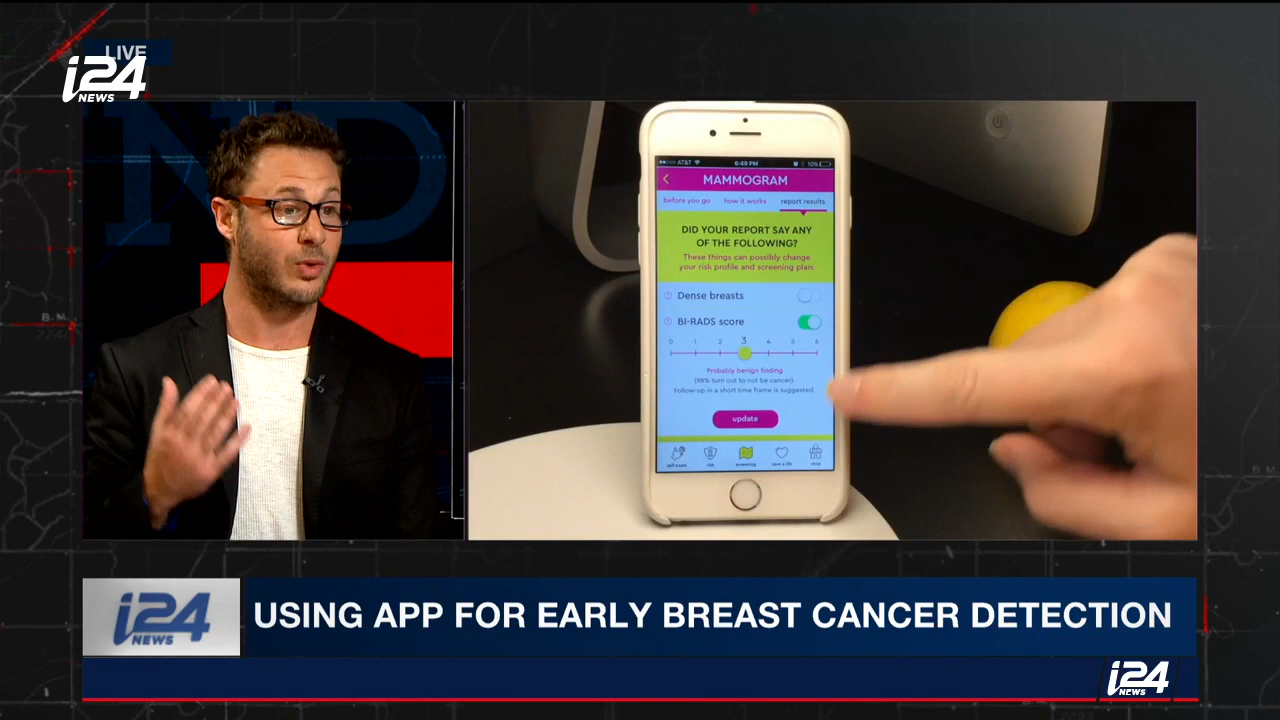 LIVE
i24
NEWS
ND
B.M.
AT&T
6:49 PM
10%
MAMMOGRAM
before you go
how it works
report results
DID YOUR REPORT SAY ANY
OF THE FOLLOWING?
These things can possibly change
your risk profile and screening plan:
Dense breasts
BI-RADS score
0 1 2 3 4 5 6
Probably benign finding
(98% turn out to not be cancer).
Follow-up in a short time frame is suggested.
update
self-exam
risk
screening
save a life
shop
i24
NEWS
USING APP FOR EARLY BREAST CANCER DETECTION
i24
NEWS